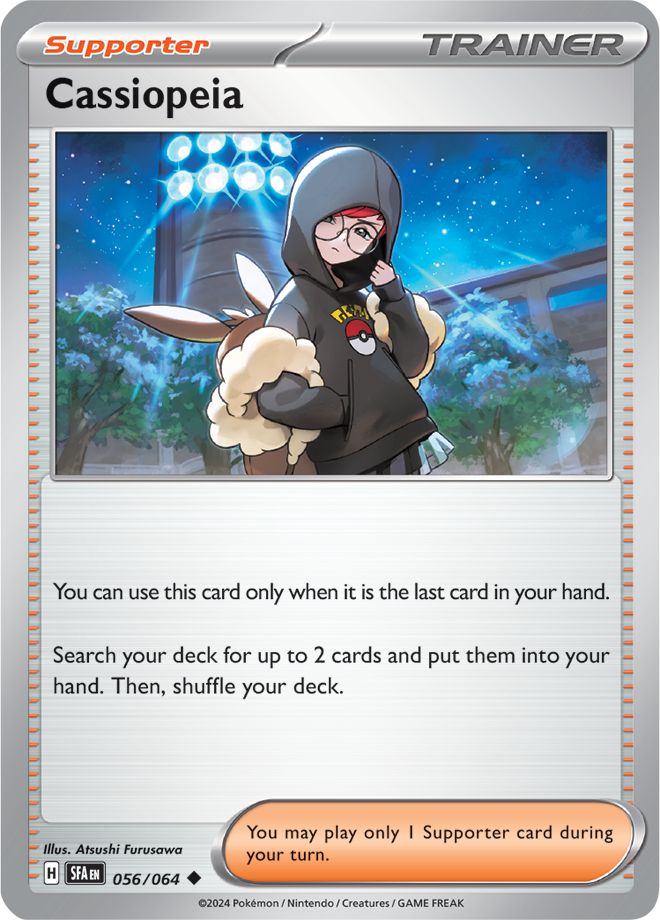 Supporter
TRAINER
Cassiopeia
You can use this card only when it is the last card in your hand.
Search your deck for up to 2 cards and put them into your
hand. Then, shuffle your deck.
Illus. Atsushi Furusawa
You may play only 1 Supporter card during
your turn.
H SFA EN 056/064
©2024 Pokémon / Nintendo / Creatures / GAME FREAK